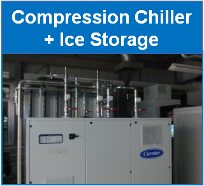 Compression Chiller
+ Ice Storage
Carrier